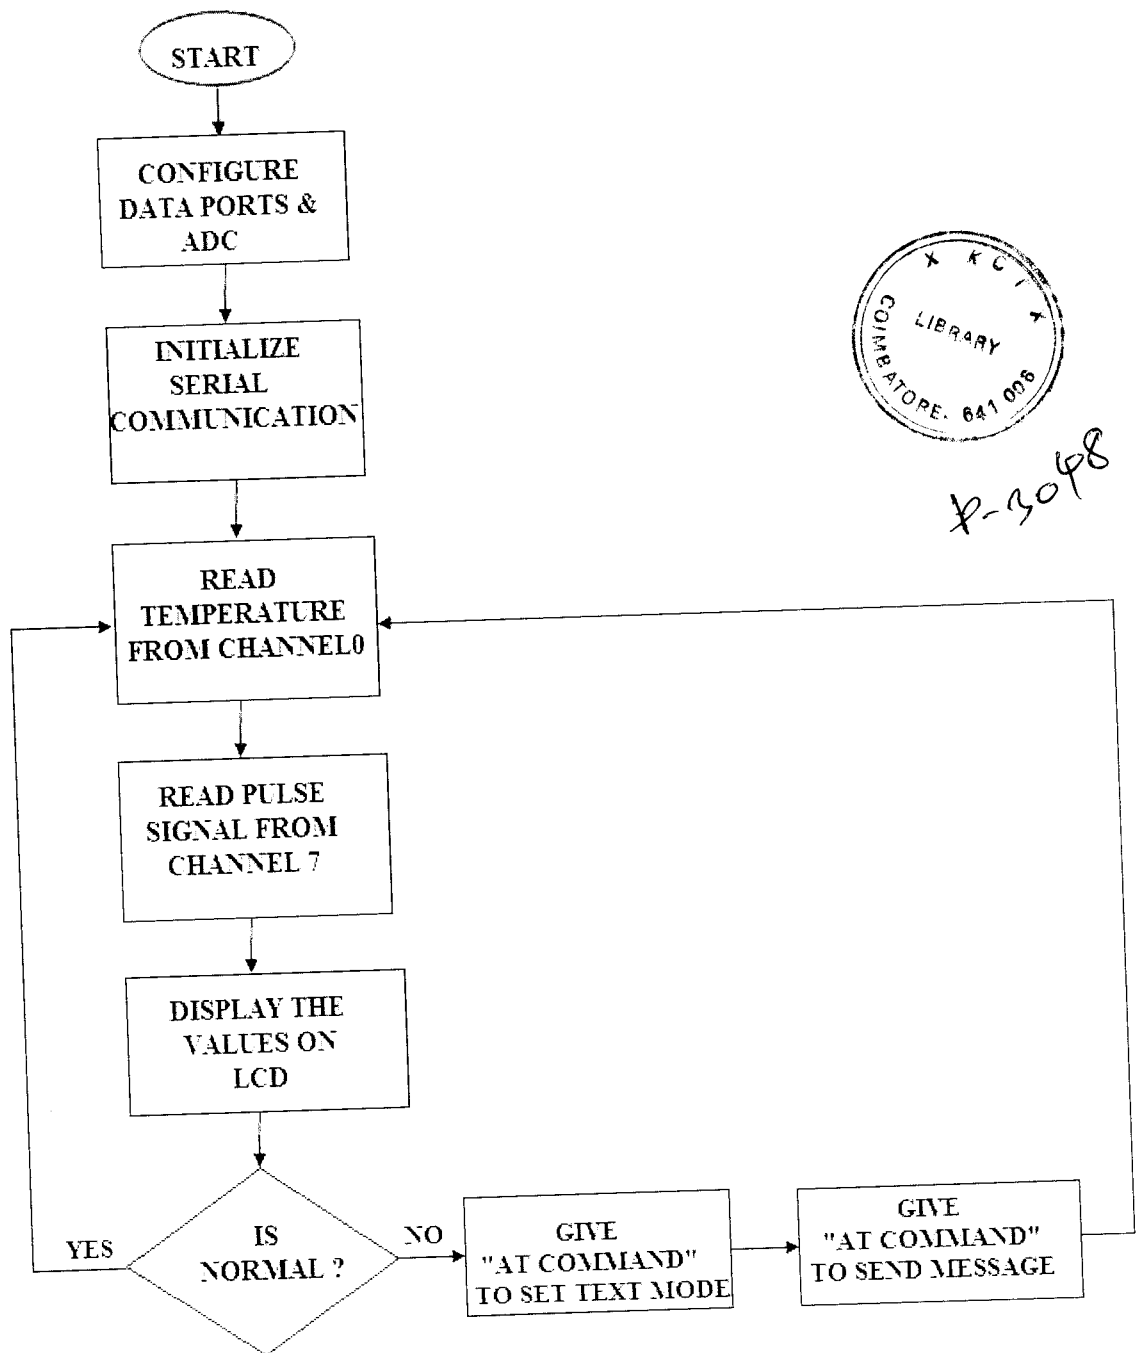 START
CONFIGURE
DATA PORTS &
ADC
INITIALIZE
SERIAL
COMMUNICATION
READ
TEMPERATURE
FROM CHANNEL0
READ PULSE
SIGNAL FROM
CHANNEL 7
DISPLAY THE
VALUES ON
LCD
IS
NORMAL ?
YES
NO
GIVE
"AT COMMAND"
TO SET TEXT MODE
GIVE
"AT COMMAND"
TO SEND MESSAGE
KCT
LIBRARY
COIMBATORE. 641 006
P-3048